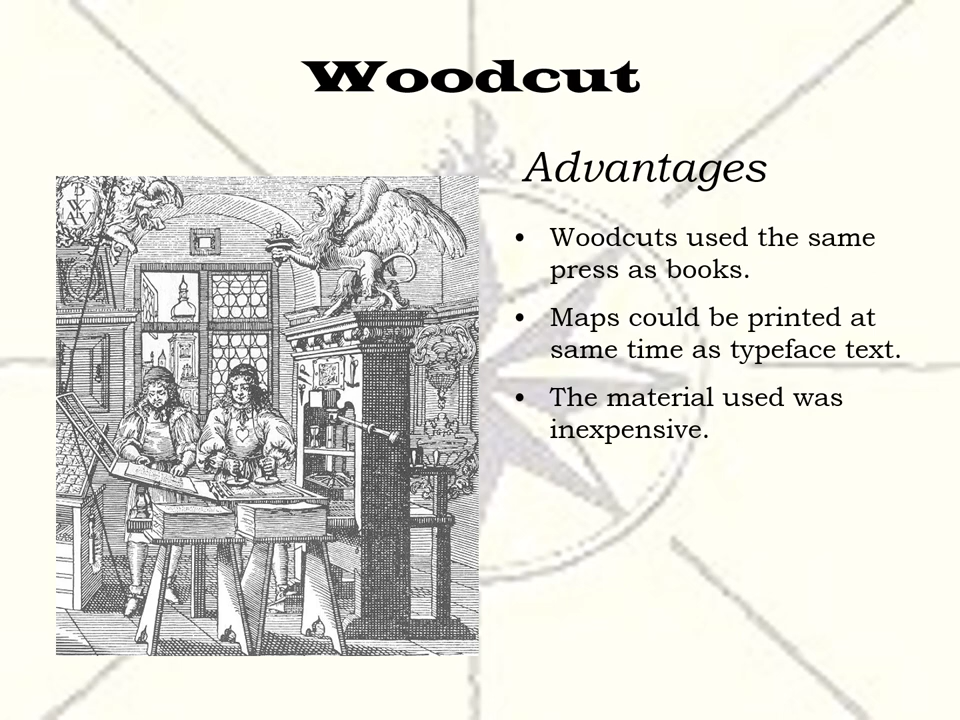 Woodcut
Advantages
• Woodcuts used the same
press as books.
• Maps could be printed at
same time as typeface text.
• The material used was
inexpensive.